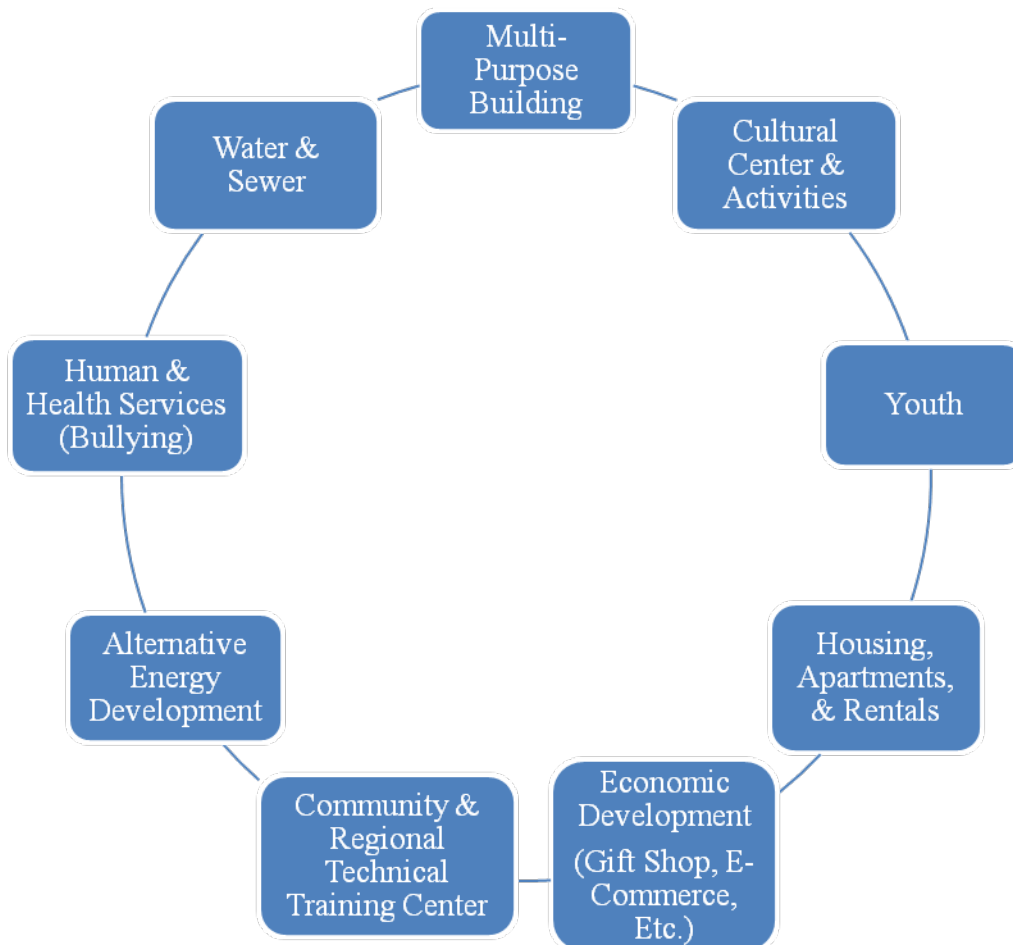 Multi-
Purpose
Building
Cultural
Center &
Activities
Youth
Housing,
Apartments,
& Rentals
Economic
Development
(Gift Shop, E-
Commerce,
Etc.)
Community &
Regional
Technical
Training Center
Alternative
Energy
Development
Human &
Health Services
(Bullying)
Water &
Sewer